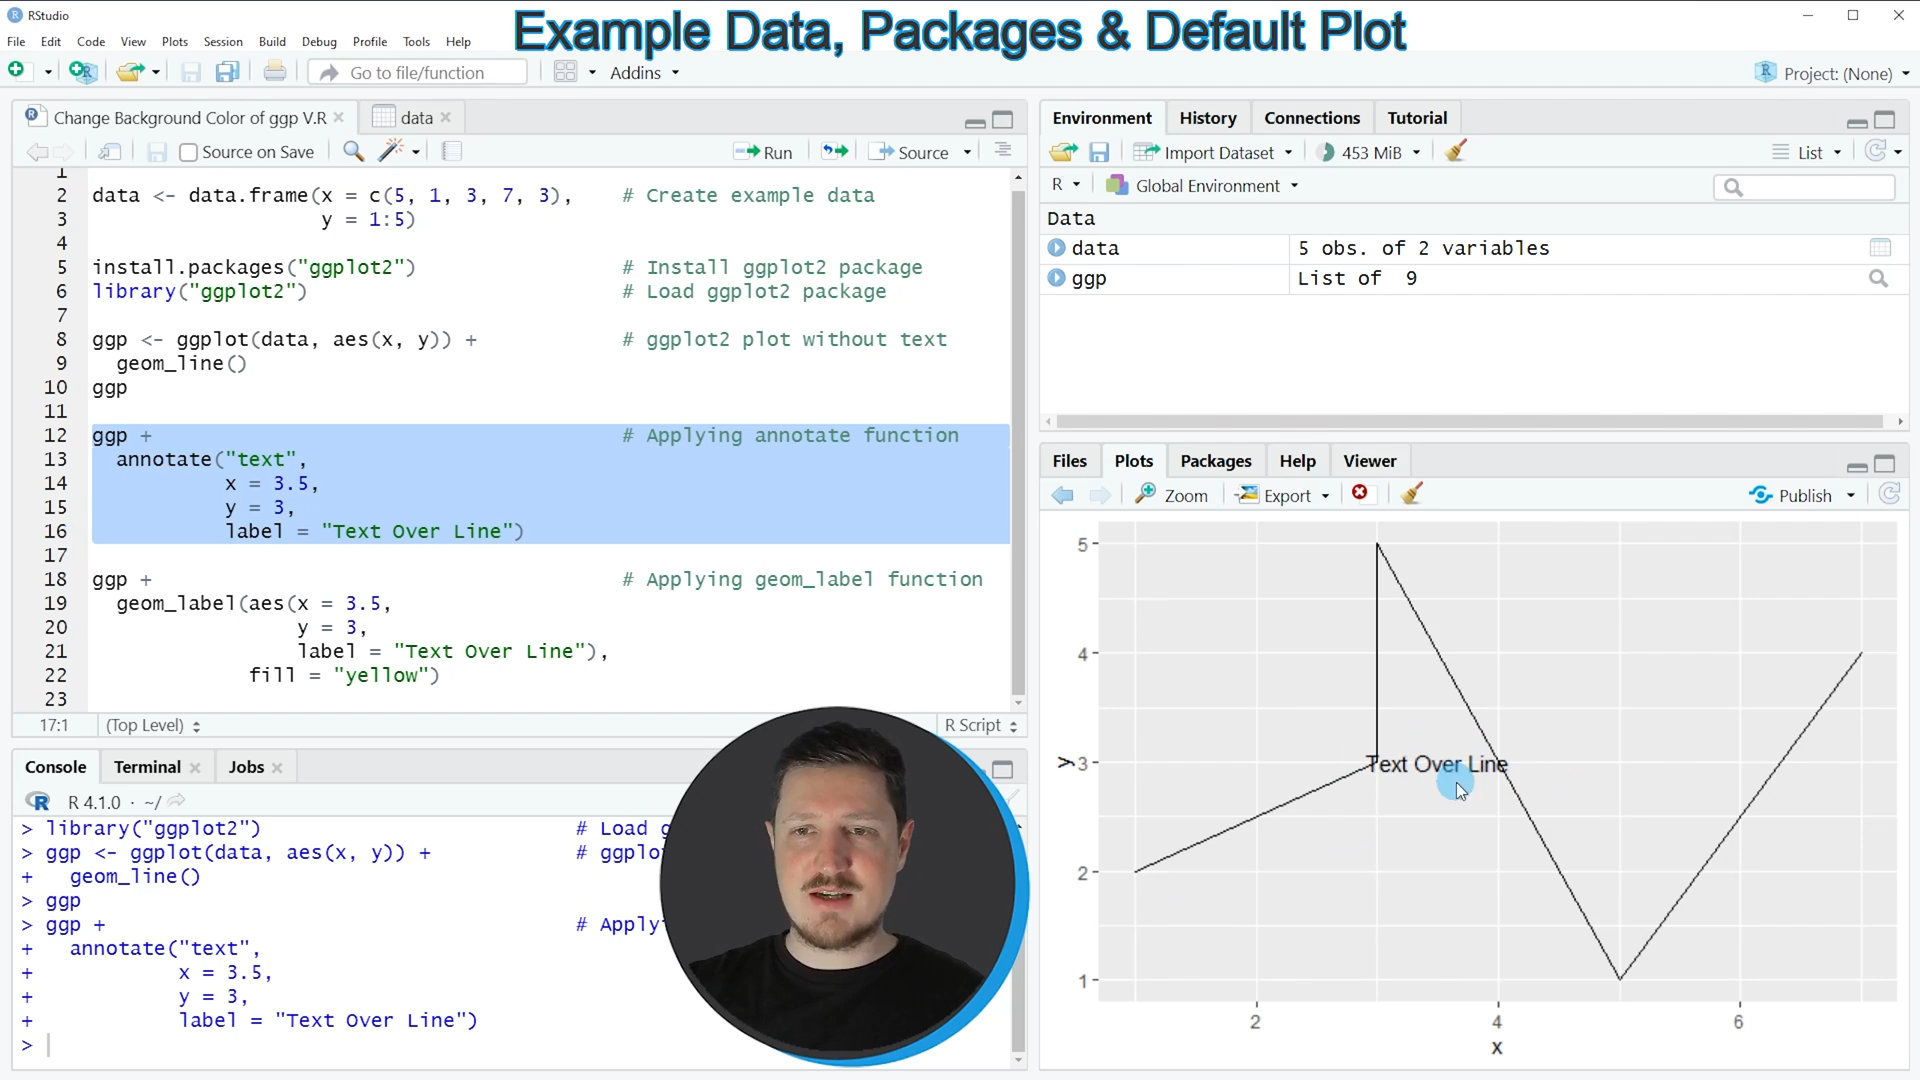 RStudio
Example Data, Packages & Default Plot
File Edit Code View Plots Session Build Debug Profile Tools Help
Go to file/function
Addins
Project: (None)
Change Background Color of ggp V.R
data
Source on Save
Run
Source
1
2 data <- data.frame(x = c(5, 1, 3, 7, 3), # Create example data
3 y = 1:5)
4
5 install.packages("ggplot2") # Install ggplot2 package
6 library("ggplot2") # Load ggplot2 package
7
8 ggp <- ggplot(data, aes(x, y)) + # ggplot2 plot without text
9 geom_line()
10 ggp
11
12 ggp + # Applying annotate function
13 annotate("text",
14 x = 3.5,
15 y = 3,
16 label = "Text Over Line")
17
18 ggp + # Applying geom_label function
19 geom_label(aes(x = 3.5,
20 y = 3,
21 label = "Text Over Line"),
22 fill = "yellow")
23
17:1 (Top Level) R Script
Console Terminal Jobs
R 4.1.0 · ~/
> library("ggplot2") # Load g
> ggp <- ggplot(data, aes(x, y)) + # ggplo
+ geom_line()
> ggp
> ggp + # Apply
+ annotate("text",
+ x = 3.5,
+ y = 3,
+ label = "Text Over Line")
>
Environment History Connections Tutorial
Import Dataset 453 MiB List
R Global Environment
Data
data 5 obs. of 2 variables
ggp List of 9
Files Plots Packages Help Viewer
Zoom Export Publish
5
4
y
3
Text Over Line
2
1
2 4 6
x